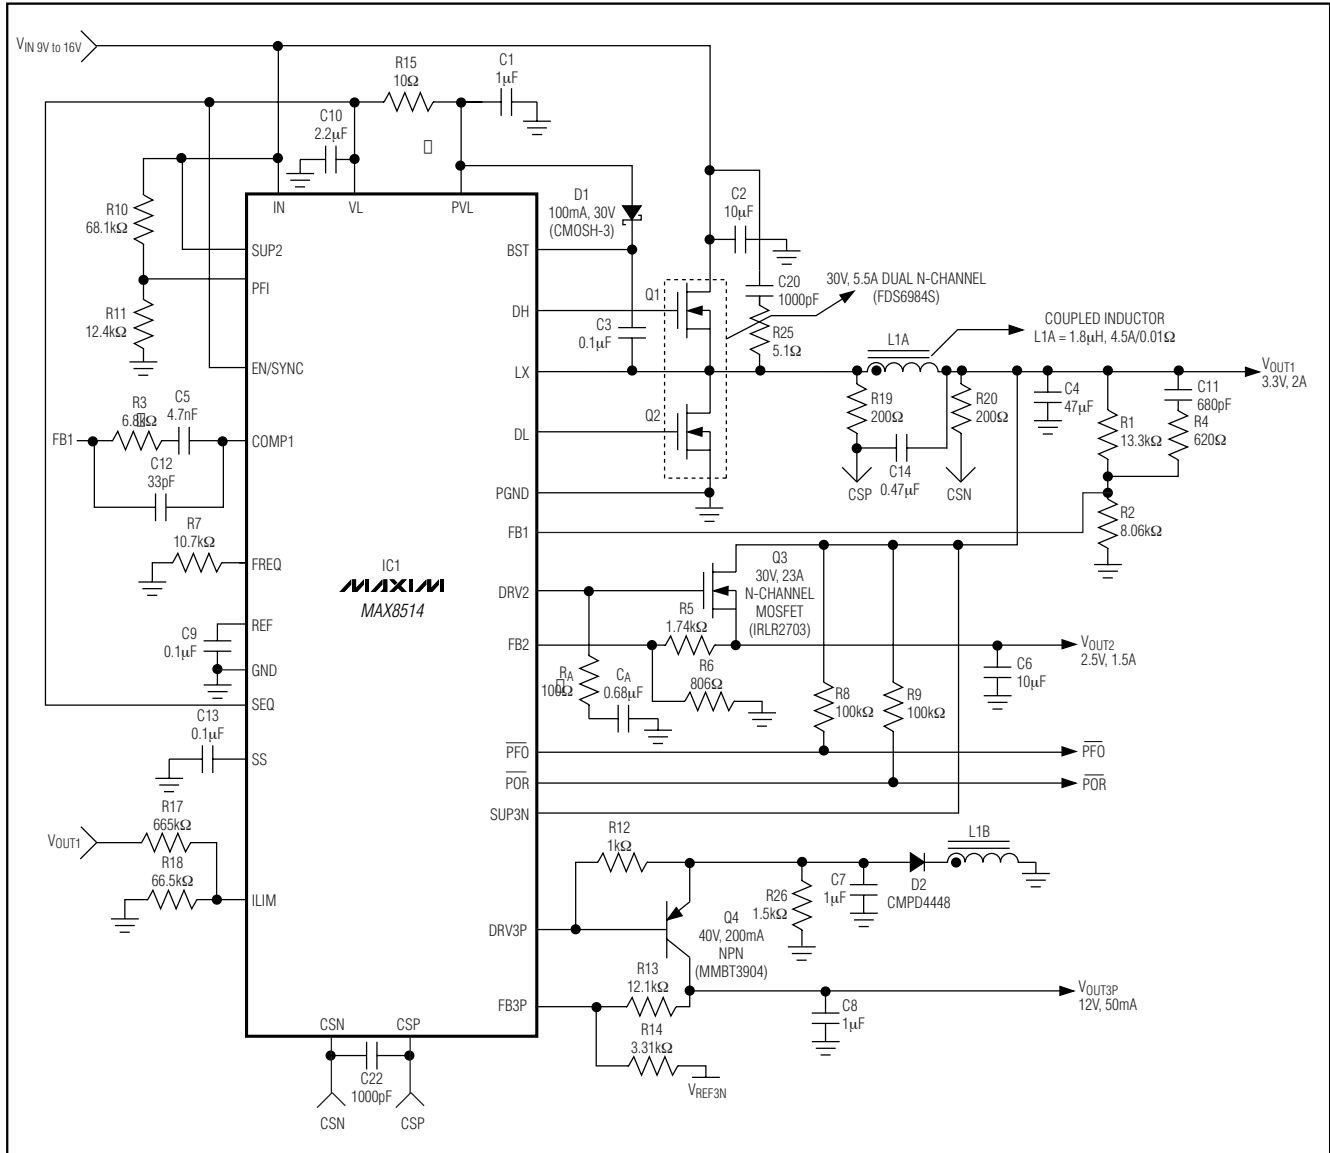 VIN 9V to 16V
R15
10Ω
C1
1μF
C10
2.2μF
R10
68.1kΩ
R11
12.4kΩ
IN
VL
PVL
SUP2
PFI
EN/SYNC
COMP1
FREQ
REF
GND
SEQ
SS
ILIM
R3
6.8kΩ
C5
4.7nF
FB1
C12
33pF
R7
10.7kΩ
C9
0.1μF
C13
0.1μF
VOUT1
R17
665kΩ
R18
66.5kΩ
IC1
MAXIM
MAX8514
BST
DH
LX
DL
PGND
FB1
DRV2
FB2
PFO
POR
SUP3N
DRV3P
FB3P
CSN
CSP
C22
1000pF
CSN
CSP
D1
100mA, 30V
(CMOSH-3)
C3
0.1μF
Q1
Q2
C2
10μF
C20
1000pF
R25
5.1Ω
30V, 5.5A DUAL N-CHANNEL
(FDS6984S)
L1A
COUPLED INDUCTOR
L1A = 1.8μH, 4.5A/0.01Ω
R19
200Ω
R20
200Ω
C14
0.47μF
CSP
CSN
C4
47μF
R1
13.3kΩ
C11
680pF
R4
620Ω
R2
8.06kΩ
VOUT1
3.3V, 2A
Q3
30V, 23A
N-CHANNEL
MOSFET
(IRLR2703)
R5
1.74kΩ
R6
806Ω
RA
100Ω
CA
0.68μF
R8
100kΩ
R9
100kΩ
C6
10μF
VOUT2
2.5V, 1.5A
PFO
POR
R12
1kΩ
R26
1.5kΩ
C7
1μF
D2
CMPD4448
L1B
Q4
40V, 200mA
NPN
(MMBT3904)
R13
12.1kΩ
R14
3.31kΩ
VREF3N
C8
1μF
VOUT3P
12V, 50mA